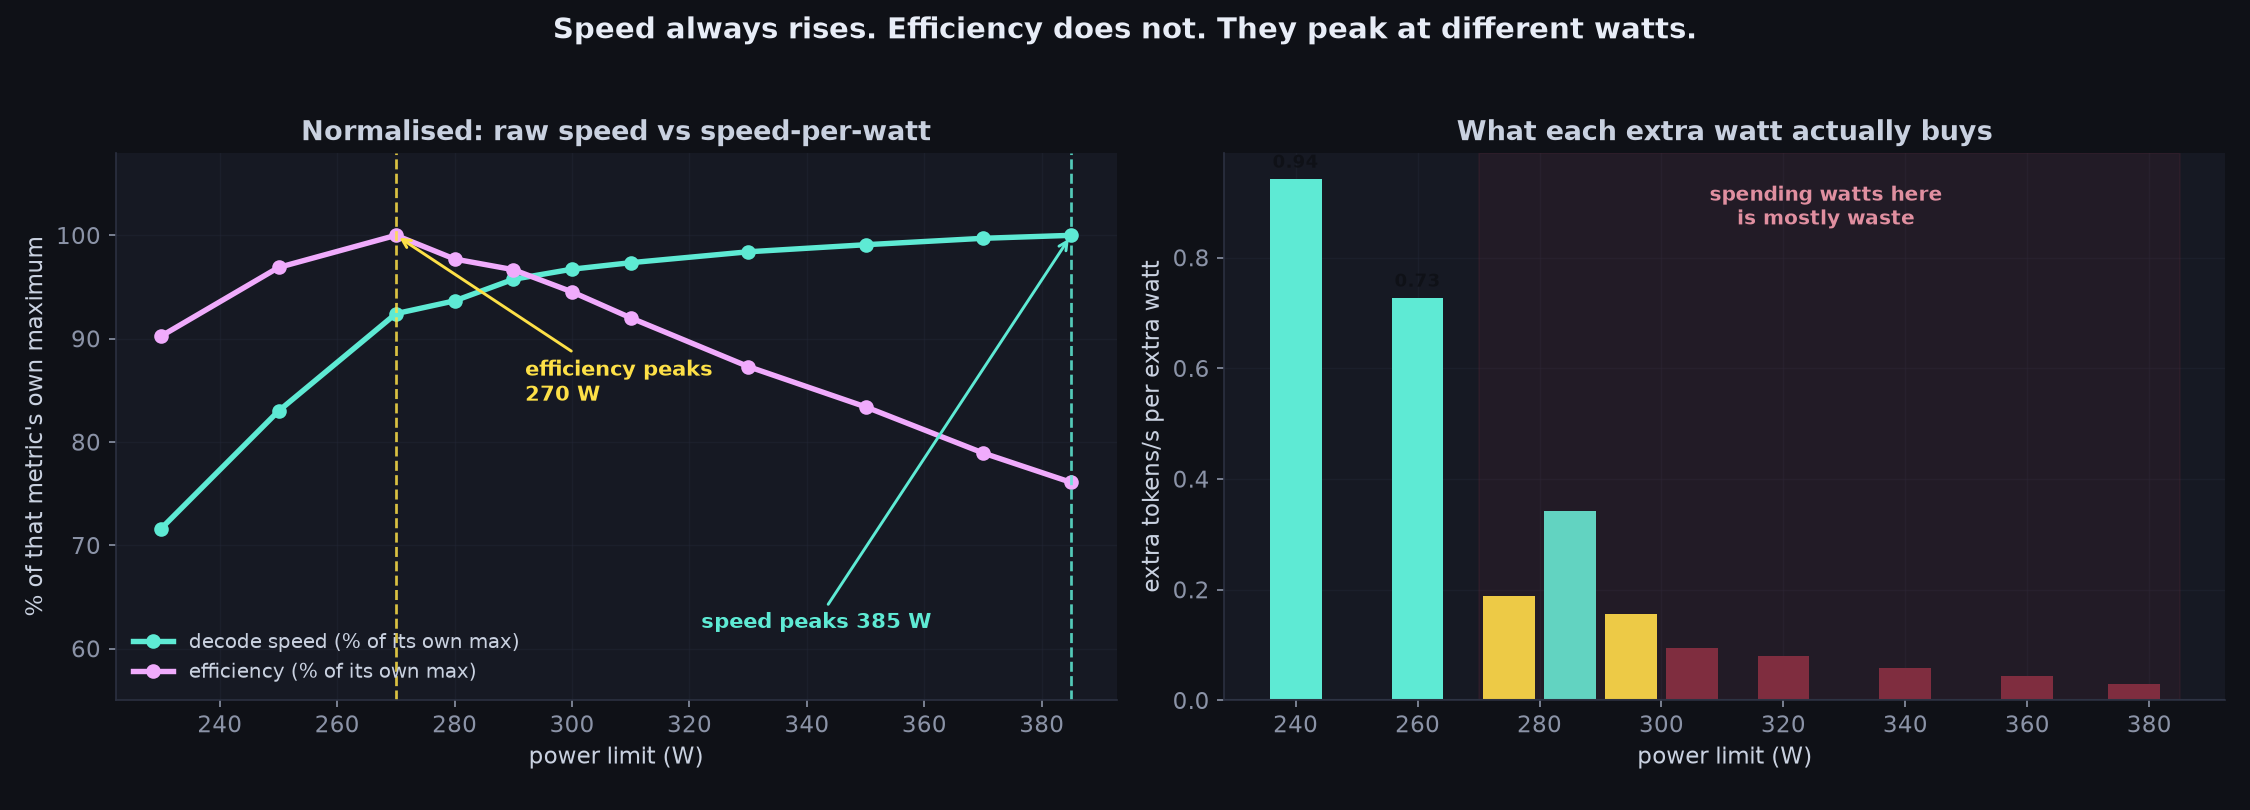 Speed always rises. Efficiency does not. They peak at different watts.
Normalised: raw speed vs speed-per-watt
% of that metric's own maximum
100
90
80
70
60
efficiency peaks
270 W
speed peaks 385 W
decode speed (% of its own max)
efficiency (% of its own max)
240 260 280 300 320 340 360 380
power limit (W)
What each extra watt actually buys
extra tokens/s per extra watt
0.94
spending watts here
is mostly waste
0.73
0.8
0.6
0.4
0.2
0.0
240 260 280 300 320 340 360 380
power limit (W)